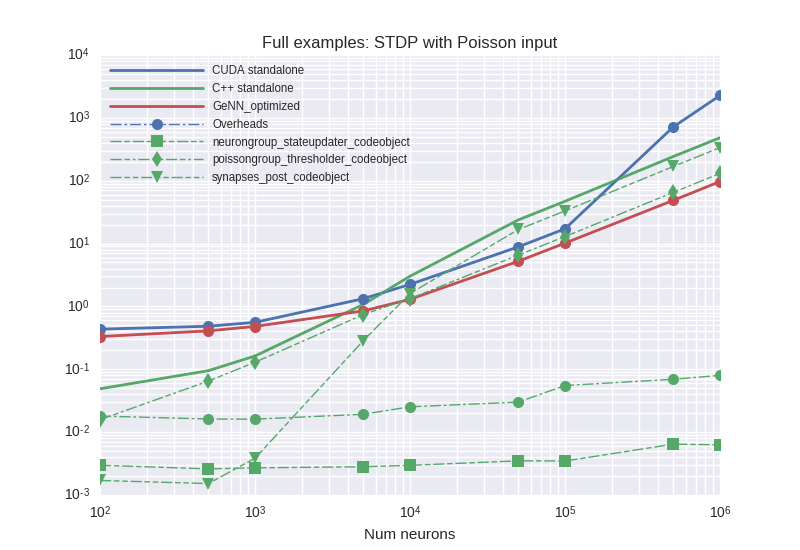 Full examples: STDP with Poisson input
10^4
10^3
10^2
10^1
10^0
10^-1
10^-2
10^-3
CUDA standalone
C++ standalone
GeNN_optimized
Overheads
neurongroup_stateupdater_codeobject
poissongroup_thresholder_codeobject
synapses_post_codeobject
10^2 10^3 10^4 10^5 10^6
Num neurons